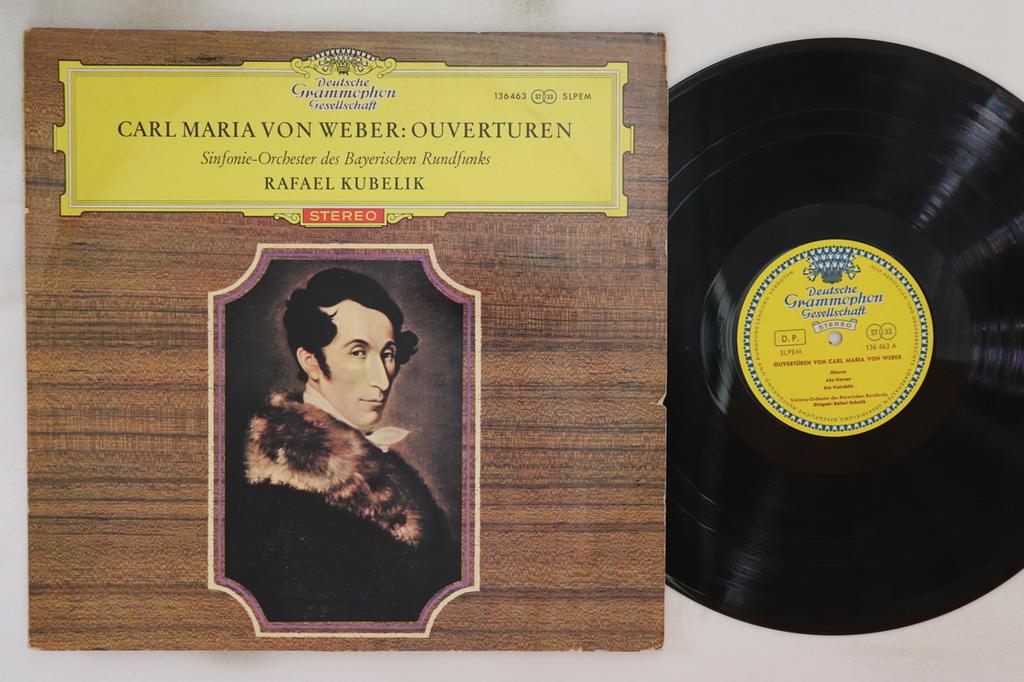 Deutsche
Grammophon
Gesellschaft
136463 ST 33 SLPEM
CARL MARIA VON WEBER: OUVERTUREN
Sinfonie-Orchester des Bayerischen Rundfunks
RAFAEL KUBELIK
STEREO
Deutsche
Grammophon
Gesellschaft
STEREO
D. P.
ST 33
SLPEM
136 463 A
OUVERTÜREN VON CARL MARIA VON WEBER
Oberon
Abu Hassan
Der Freischütz
Sinfonie-Orchester des Bayerischen Rundfunks
Dirigent: Rafael Kubelik